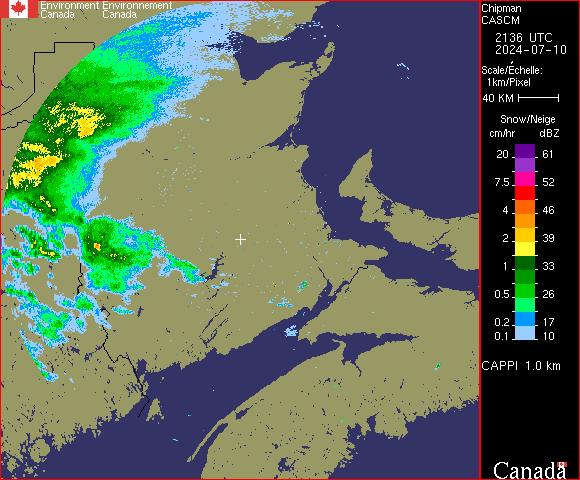 Environment Environnement
Canada Canada
Chipman
CASCM
2136 UTC
2024-07-10
Scale/Échelle:
1km/Pixel
40 KM
Snow/Neige
cm/hr dBZ
20 61
7.5 52
4 46
2 39
1 33
0.5 26
0.2 17
0.1 10
CAPPI 1.0 km
Canada